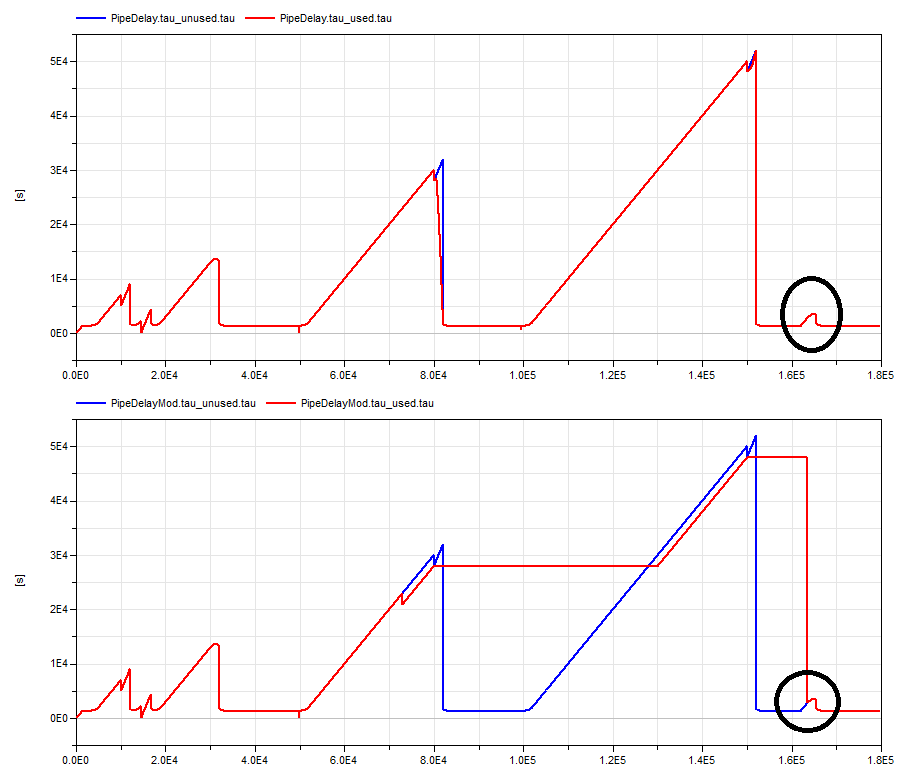 PipeDelay.tau_unused.tau PipeDelay.tau_used.tau
5E4
4E4
3E4
[s]
2E4
1E4
0E0
0.0E0 2.0E4 4.0E4 6.0E4 8.0E4 1.0E5 1.2E5 1.4E5 1.6E5 1.8E5
PipeDelayMod.tau_unused.tau PipeDelayMod.tau_used.tau
5E4
4E4
3E4
[s]
2E4
1E4
0E0
0.0E0 2.0E4 4.0E4 6.0E4 8.0E4 1.0E5 1.2E5 1.4E5 1.6E5 1.8E5